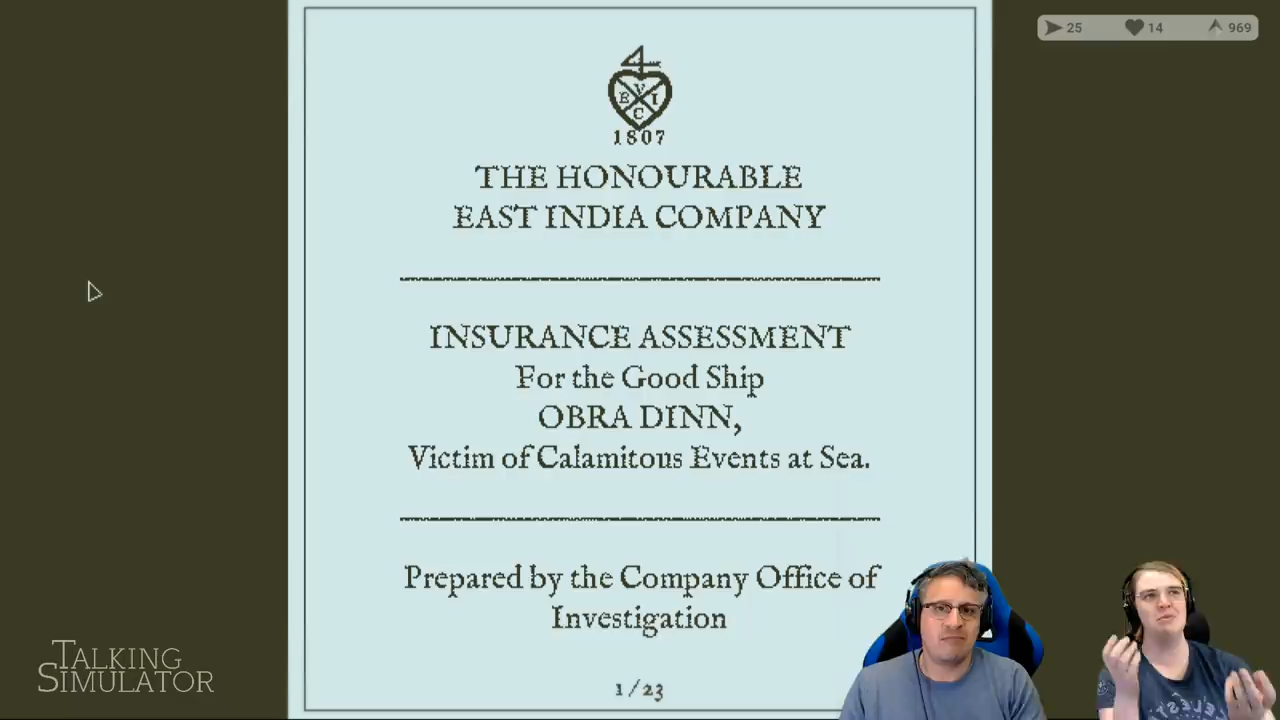 25 14 969
4
V
E I
C
1807
THE HONOURABLE
EAST INDIA COMPANY
INSURANCE ASSESSMENT
For the Good Ship
OBRA DINN,
Victim of Calamitous Events at Sea.
Prepared by the Company Office of
Investigation
1/23
TALKING
SIMULATOR